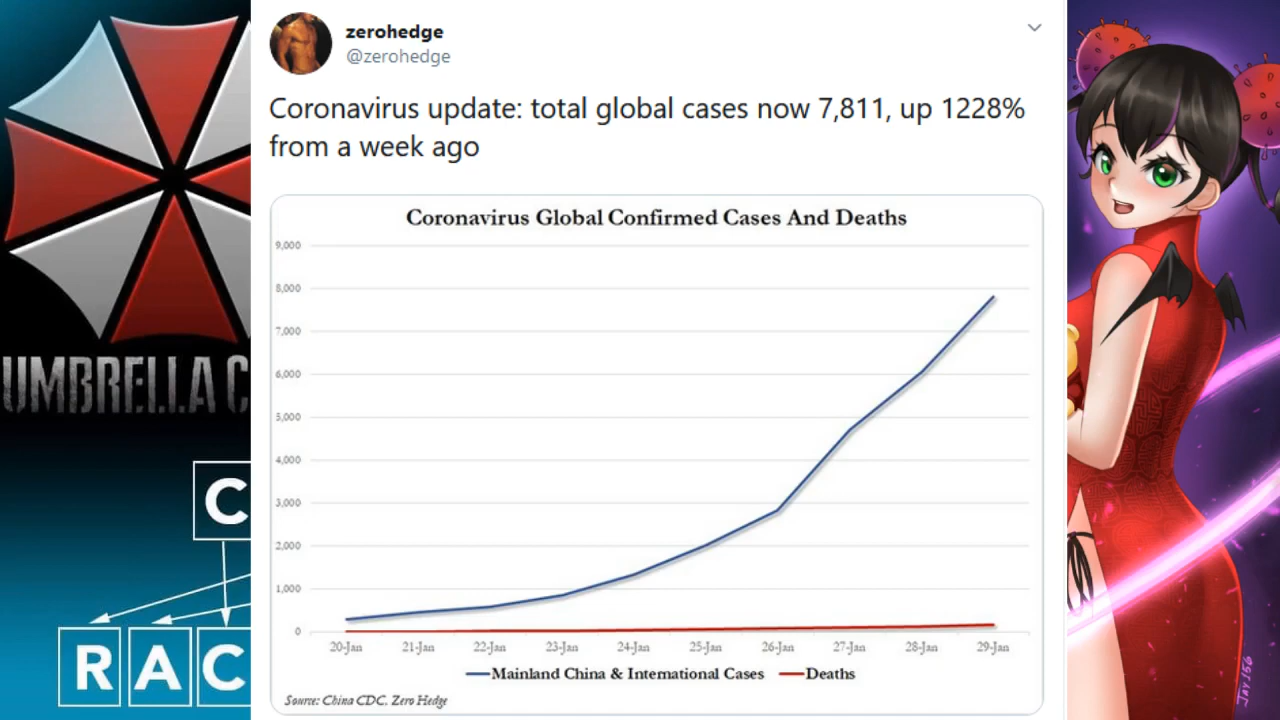 zerohedge
@zerohedge
Coronavirus update: total global cases now 7,811, up 1228%
from a week ago
Coronavirus Global Confirmed Cases And Deaths
9,000
8,000
7,000
6,000
5,000
4,000
3,000
2,000
1,000
0
20-Jan 21-Jan 22-Jan 23-Jan 24-Jan 25-Jan 26-Jan 27-Jan 28-Jan 29-Jan
Mainland China & International Cases Deaths
Source: China CDC, Zero Hedge
UMBRELLA C
C
R A C
Jay156